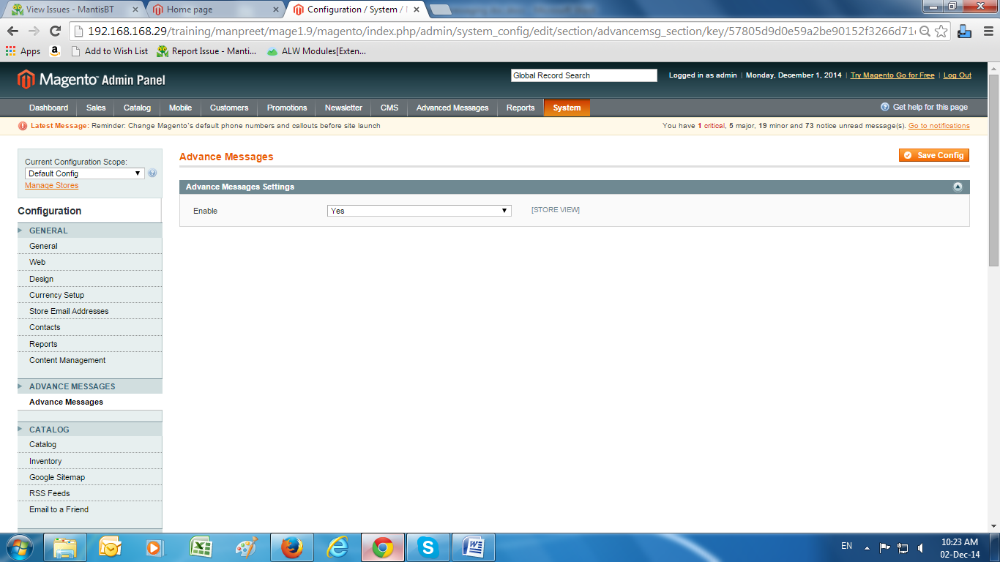 View Issues - MantisBT
Home page
Configuration / System /
192.168.168.29/training/manpreet/mage1.9/magento/index.php/admin/system_config/edit/section/advancemsg_section/key/57805d9d0e59a2be90152f3266d71
Apps
Add to Wish List
Report Issue - Manti...
ALW Modules[Exten...
Magento Admin Panel
Global Record Search
Logged in as admin | Monday, December 1, 2014 | Try Magento Go for Free | Log Out
Dashboard Sales Catalog Mobile Customers Promotions Newsletter CMS Advanced Messages Reports System
Get help for this page
Latest Message: Reminder: Change Magento's default phone numbers and callouts before site launch
You have 1 critical, 5 major, 19 minor and 73 notice unread message(s). Go to notifications
Current Configuration Scope:
Default Config
Manage Stores
Configuration
GENERAL
General
Web
Design
Currency Setup
Store Email Addresses
Contacts
Reports
Content Management
ADVANCE MESSAGES
Advance Messages
CATALOG
Catalog
Inventory
Google Sitemap
RSS Feeds
Email to a Friend
Advance Messages
Save Config
Advance Messages Settings
Enable
Yes
[STORE VIEW]
EN
10:23 AM
02-Dec-14